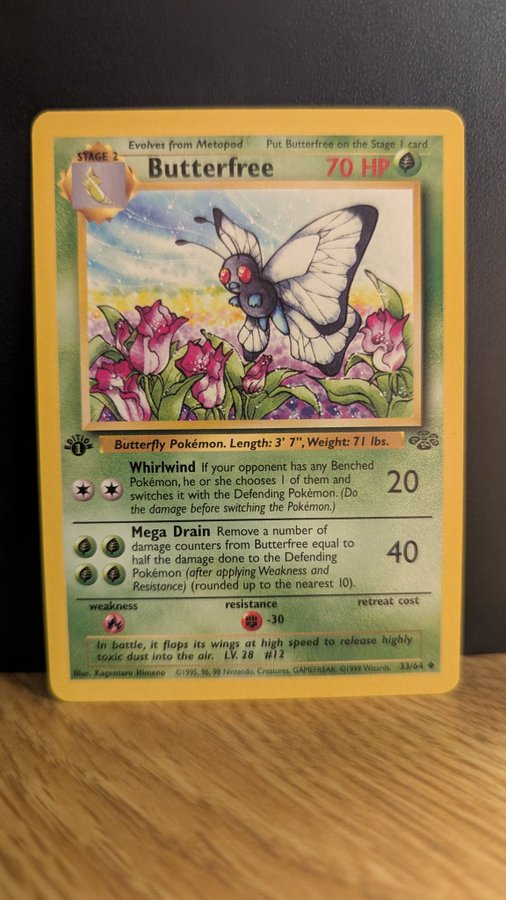 Evolves from Metapod Put Butterfree on the Stage 1 card
STAGE 2
Butterfree 70 HP
EDITION
1
Butterfly Pokémon. Length: 3' 7", Weight: 71 lbs.
Whirlwind If your opponent has any Benched
Pokémon, he or she chooses 1 of them and
switches it with the Defending Pokémon. (Do
the damage before switching the Pokémon.)
20
Mega Drain Remove a number of
damage counters from Butterfree equal to
half the damage done to the Defending
Pokémon (after applying Weakness and
Resistance) (rounded up to the nearest 10).
40
weakness resistance retreat cost
-30
In battle, it flaps its wings at high speed to release highly
toxic dust into the air. LV. 28 #12
Illus. Kagemaru Himeno ©1995, 96, 98 Nintendo, Creatures, GAMEFREAK. ©1999 Wizards. 33/64